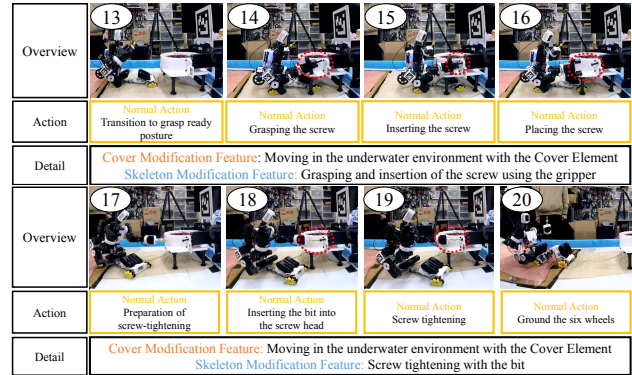 13
14
15
16
Overview
Action
Normal Action
Transition to grasp ready
posture
Normal Action
Grasping the screw
Normal Action
Inserting the screw
Normal Action
Placing the screw
Detail
Cover Modification Feature: Moving in the underwater environment with the Cover Element
Skeleton Modification Feature: Grasping and insertion of the screw using the gripper
17
18
19
20
Overview
Action
Normal Action
Preparation of
screw-tightening
Normal Action
Inserting the bit into
the screw head
Normal Action
Screw tightening
Normal Action
Ground the six wheels
Detail
Cover Modification Feature: Moving in the underwater environment with the Cover Element
Skeleton Modification Feature: Screw tightening with the bit